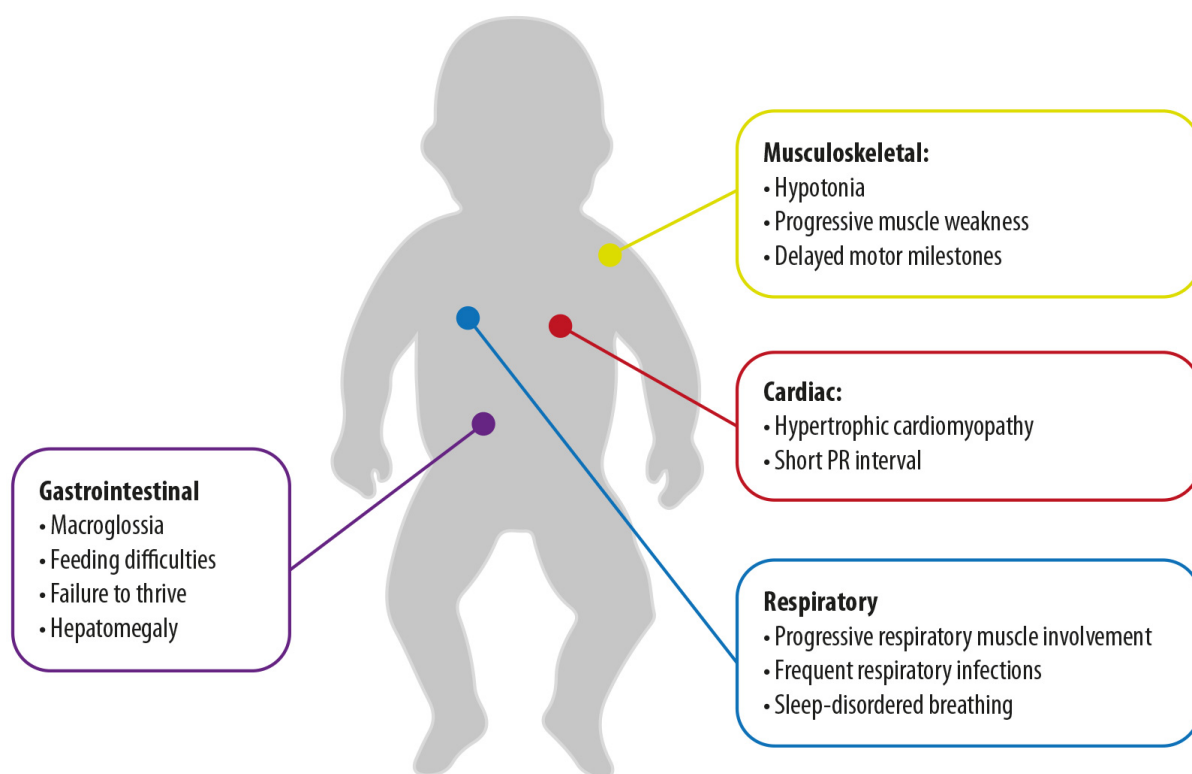 Musculoskeletal:
• Hypotonia
• Progressive muscle weakness
• Delayed motor milestones
Cardiac:
• Hypertrophic cardiomyopathy
• Short PR interval
Gastrointestinal
• Macroglossia
• Feeding difficulties
• Failure to thrive
• Hepatomegaly
Respiratory
• Progressive respiratory muscle involvement
• Frequent respiratory infections
• Sleep-disordered breathing